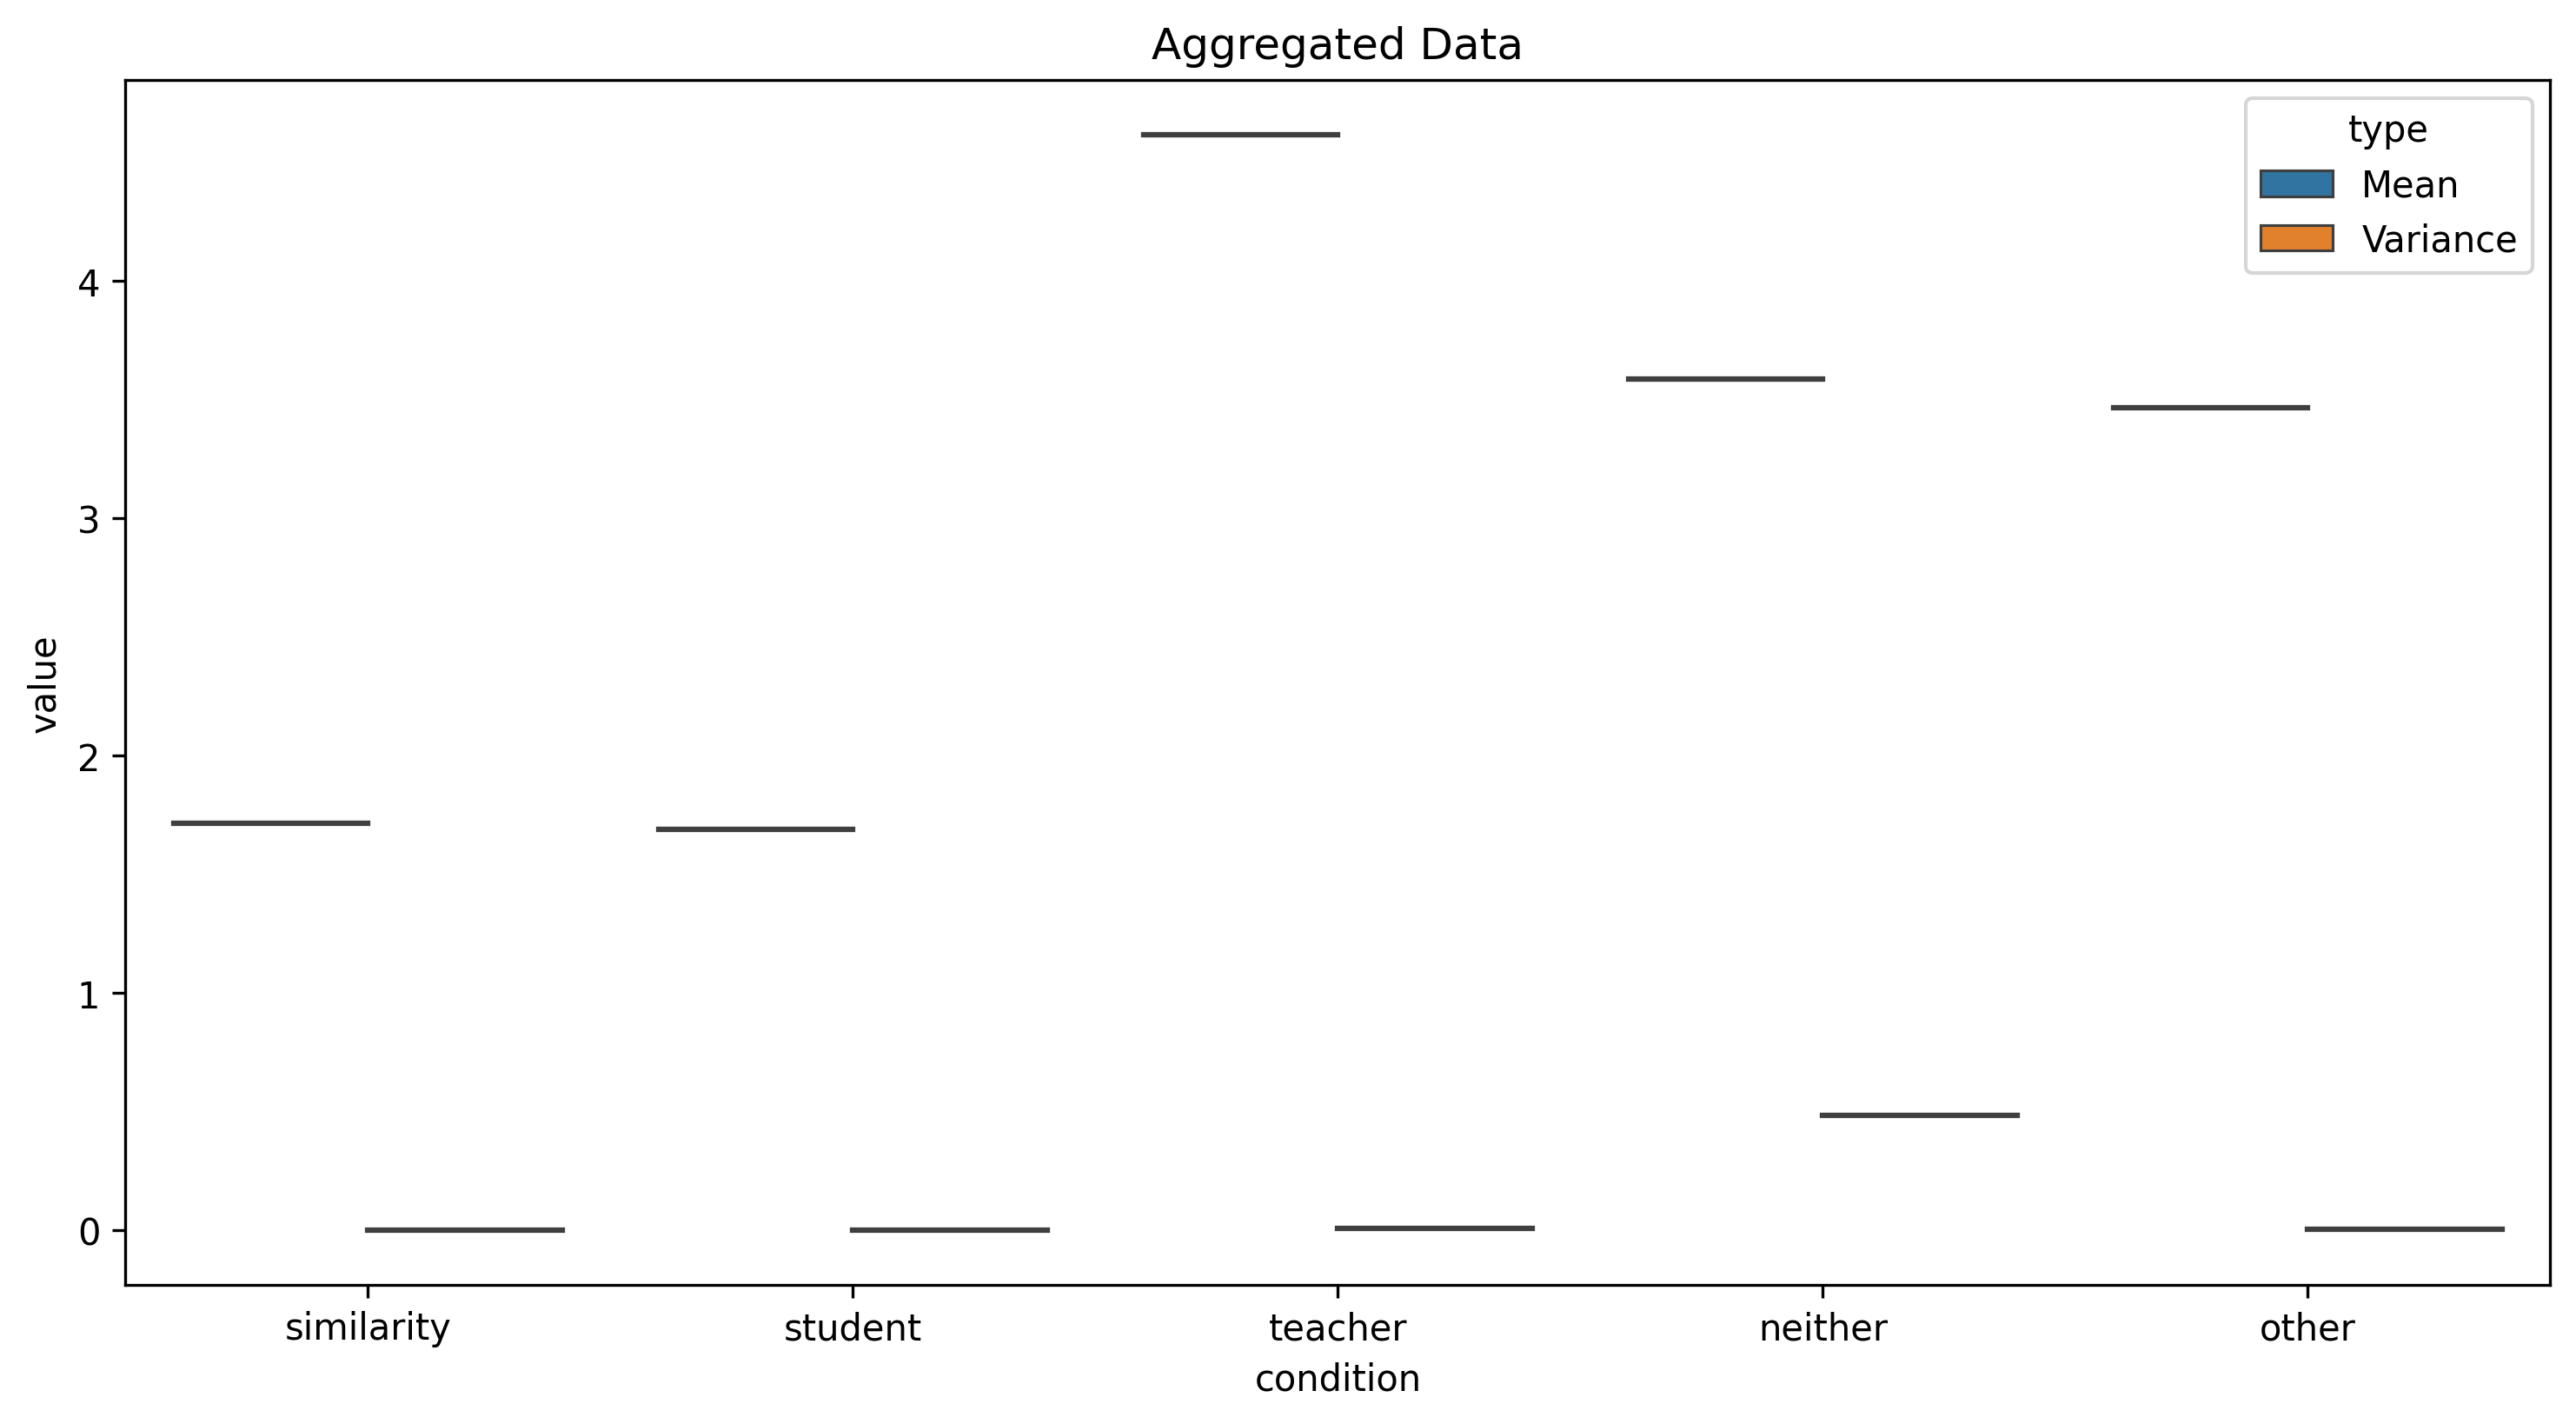 Aggregated Data
type
Mean
Variance
4
3
2
1
0
value
similarity student teacher neither other
condition